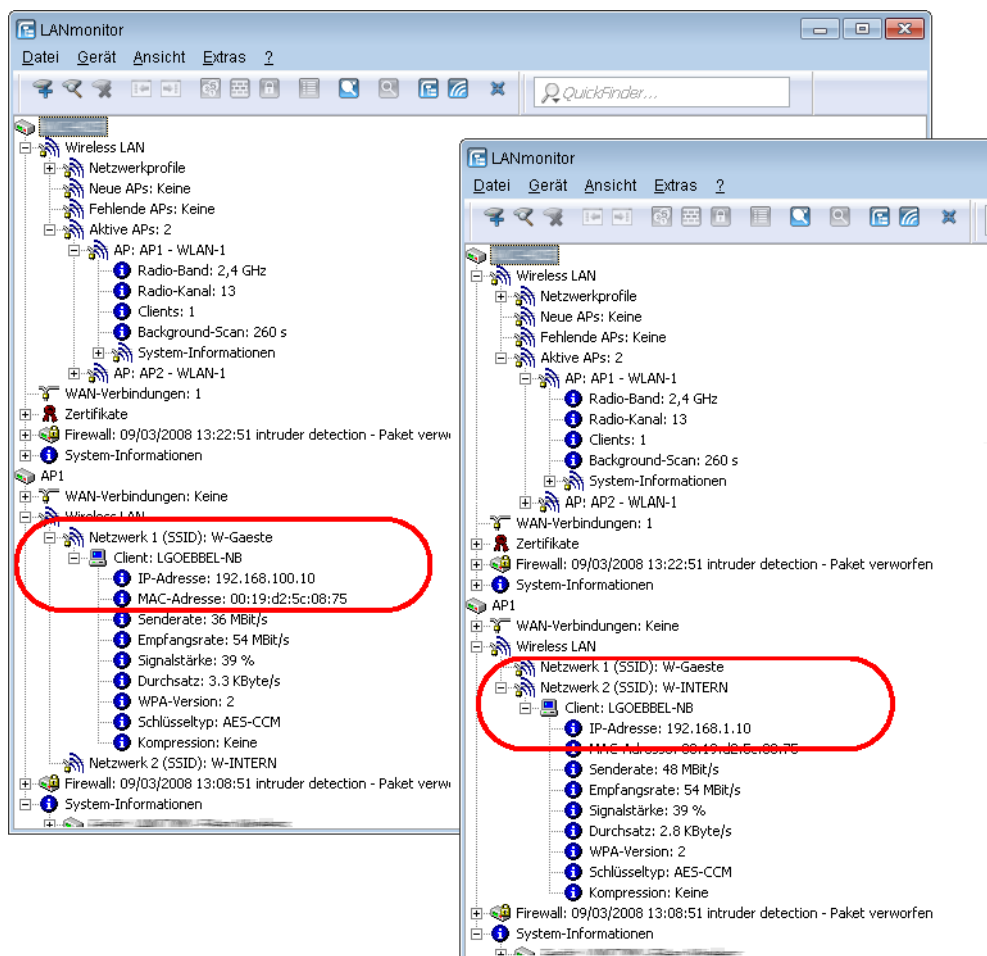 LANmonitor
Datei Gerät Ansicht Extras ?
QuickFinder...
Wireless LAN
Netzwerkprofile
Neue APs: Keine
Fehlende APs: Keine
Aktive APs: 2
AP: AP1 - WLAN-1
Radio-Band: 2,4 GHz
Radio-Kanal: 13
Clients: 1
Background-Scan: 260 s
System-Informationen
AP: AP2 - WLAN-1
WAN-Verbindungen: 1
Zertifikate
Firewall: 09/03/2008 13:22:51 intruder detection - Paket verw
System-Informationen
AP1
WAN-Verbindungen: Keine
Wireless LAN
Netzwerk 1 (SSID): W-Gaeste
Client: LGOEBBEL-NB
IP-Adresse: 192.168.100.10
MAC-Adresse: 00:19:d2:5c:08:75
Senderate: 36 MBit/s
Empfangsrate: 54 MBit/s
Signalstärke: 39 %
Durchsatz: 3.3 KByte/s
WPA-Version: 2
Schlüsseltyp: AES-CCM
Kompression: Keine
Netzwerk 2 (SSID): W-INTERN
Firewall: 09/03/2008 13:08:51 intruder detection - Paket verw
System-Informationen
LANmonitor
Datei Gerät Ansicht Extras ?
Wireless LAN
Netzwerkprofile
Neue APs: Keine
Fehlende APs: Keine
Aktive APs: 2
AP: AP1 - WLAN-1
Radio-Band: 2,4 GHz
Radio-Kanal: 13
Clients: 1
Background-Scan: 260 s
System-Informationen
AP: AP2 - WLAN-1
WAN-Verbindungen: 1
Zertifikate
Firewall: 09/03/2008 13:22:51 intruder detection - Paket verworfen
System-Informationen
AP1
WAN-Verbindungen: Keine
Wireless LAN
Netzwerk 1 (SSID): W-Gaeste
Netzwerk 2 (SSID): W-INTERN
Client: LGOEBBEL-NB
IP-Adresse: 192.168.1.10
MAC-Adresse: 00:19:d2:5c:08:75
Senderate: 48 MBit/s
Empfangsrate: 54 MBit/s
Signalstärke: 39 %
Durchsatz: 2.8 KByte/s
WPA-Version: 2
Schlüsseltyp: AES-CCM
Kompression: Keine
Firewall: 09/03/2008 13:08:51 intruder detection - Paket verworfen
System-Informationen